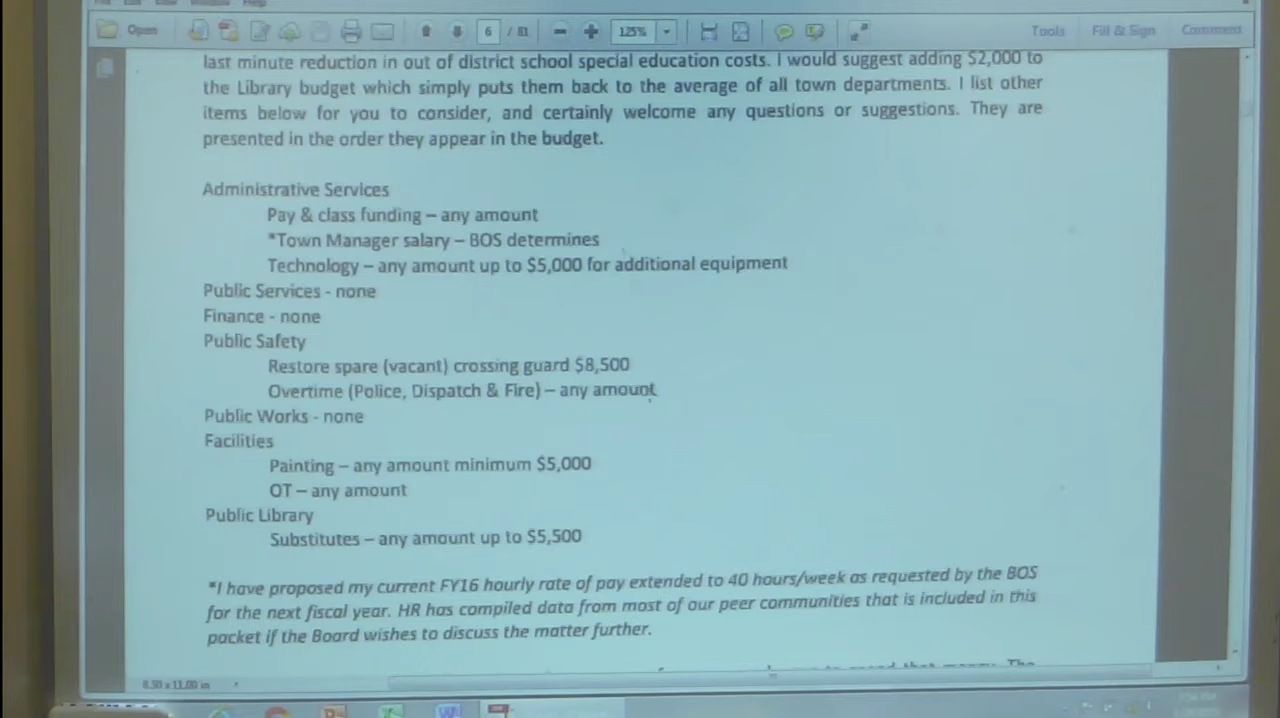 Open
6 / 81
125%
Tools
Fill & Sign
Comment
last minute reduction in out of district school special education costs. I would suggest adding $2,000 to
the Library budget which simply puts them back to the average of all town departments. I list other
items below for you to consider, and certainly welcome any questions or suggestions. They are
presented in the order they appear in the budget.
Administrative Services
Pay & class funding – any amount
*Town Manager salary – BOS determines
Technology – any amount up to $5,000 for additional equipment
Public Services - none
Finance - none
Public Safety
Restore spare (vacant) crossing guard $8,500
Overtime (Police, Dispatch & Fire) – any amount
Public Works - none
Facilities
Painting – any amount minimum $5,000
OT – any amount
Public Library
Substitutes – any amount up to $5,500
*I have proposed my current FY16 hourly rate of pay extended to 40 hours/week as requested by the BOS
for the next fiscal year. HR has compiled data from most of our peer communities that is included in this
packet if the Board wishes to discuss the matter further.
8.50 x 11.00 in